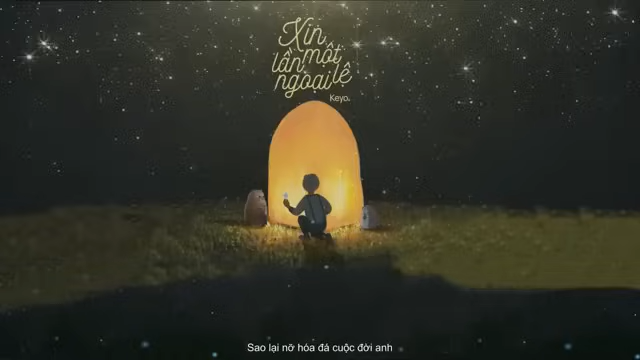 Xin
một
lần
ngoại lệ
Keyo.
Sao lại nỡ hóa đá cuộc đời anh